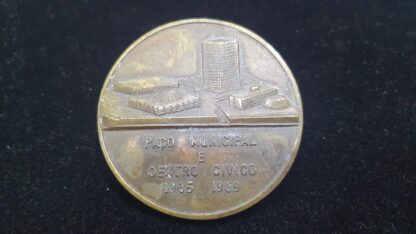 PAÇO MUNICIPAL
E
CENTRO CIVICO
1965 1969